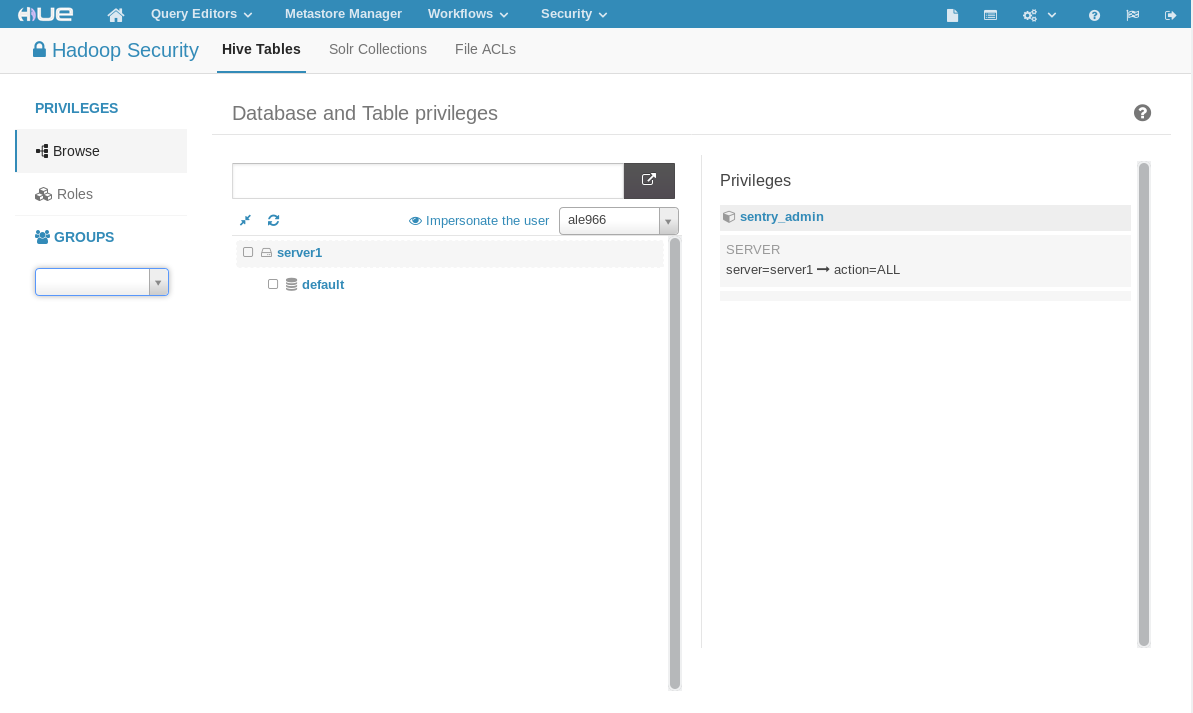 HUE Query Editors Metastore Manager Workflows Security
Hadoop Security Hive Tables Solr Collections File ACLs
PRIVILEGES
Browse
Roles
GROUPS
Database and Table privileges
Impersonate the user ale966
server1
default
Privileges
sentry_admin
SERVER
server=server1 action=ALL